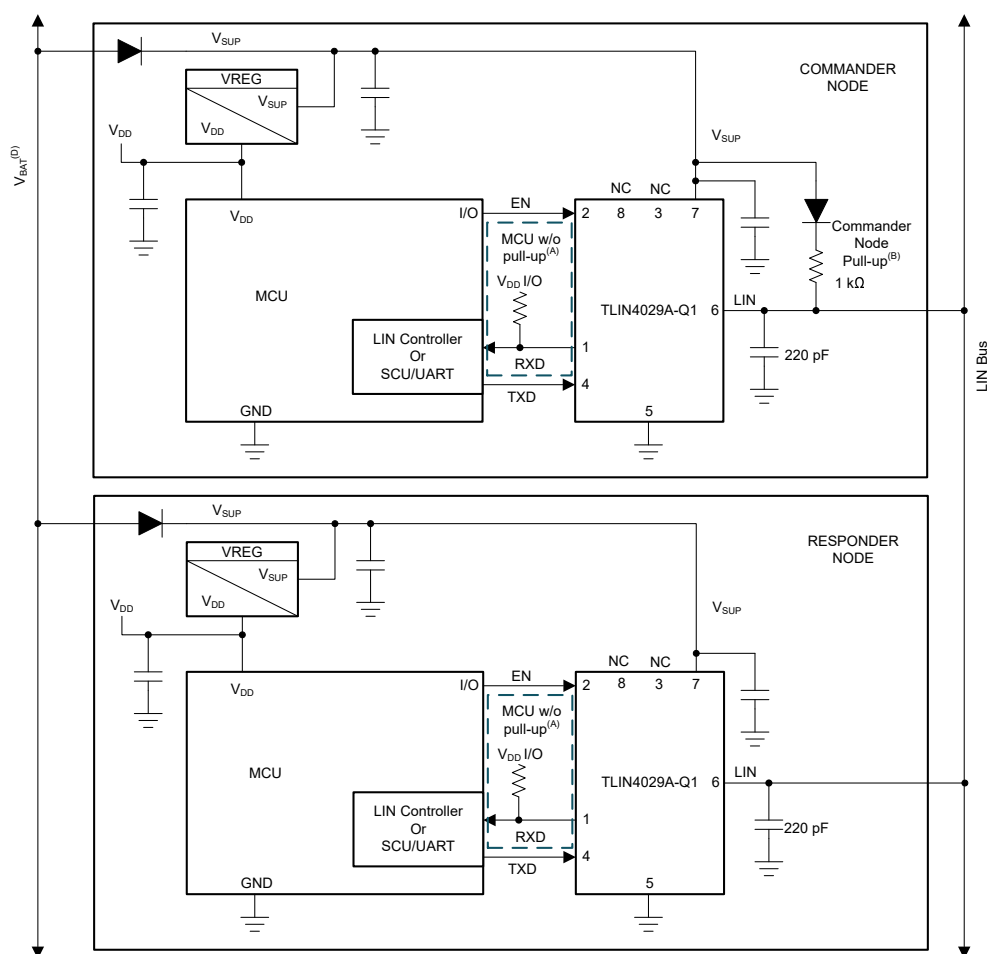 V_BAT^(D)
V_SUP
VREG
V_SUP
V_DD
V_DD
V_DD
MCU
GND
LIN Controller
Or
SCU/UART
I/O
EN
MCU w/o
pull-up^(A)
V_DD I/O
RXD
TXD
2
8
3
7
NC
NC
1
4
5
6
TLIN4029A-Q1
V_SUP
COMMANDER
NODE
Commander
Node
Pull-up^(B)
1 kΩ
LIN
220 pF
LIN Bus
V_SUP
VREG
V_SUP
V_DD
V_DD
V_DD
MCU
GND
LIN Controller
Or
SCU/UART
I/O
EN
MCU w/o
pull-up^(A)
V_DD I/O
RXD
TXD
2
8
3
7
NC
NC
1
4
5
6
TLIN4029A-Q1
V_SUP
RESPONDER
NODE
LIN
220 pF